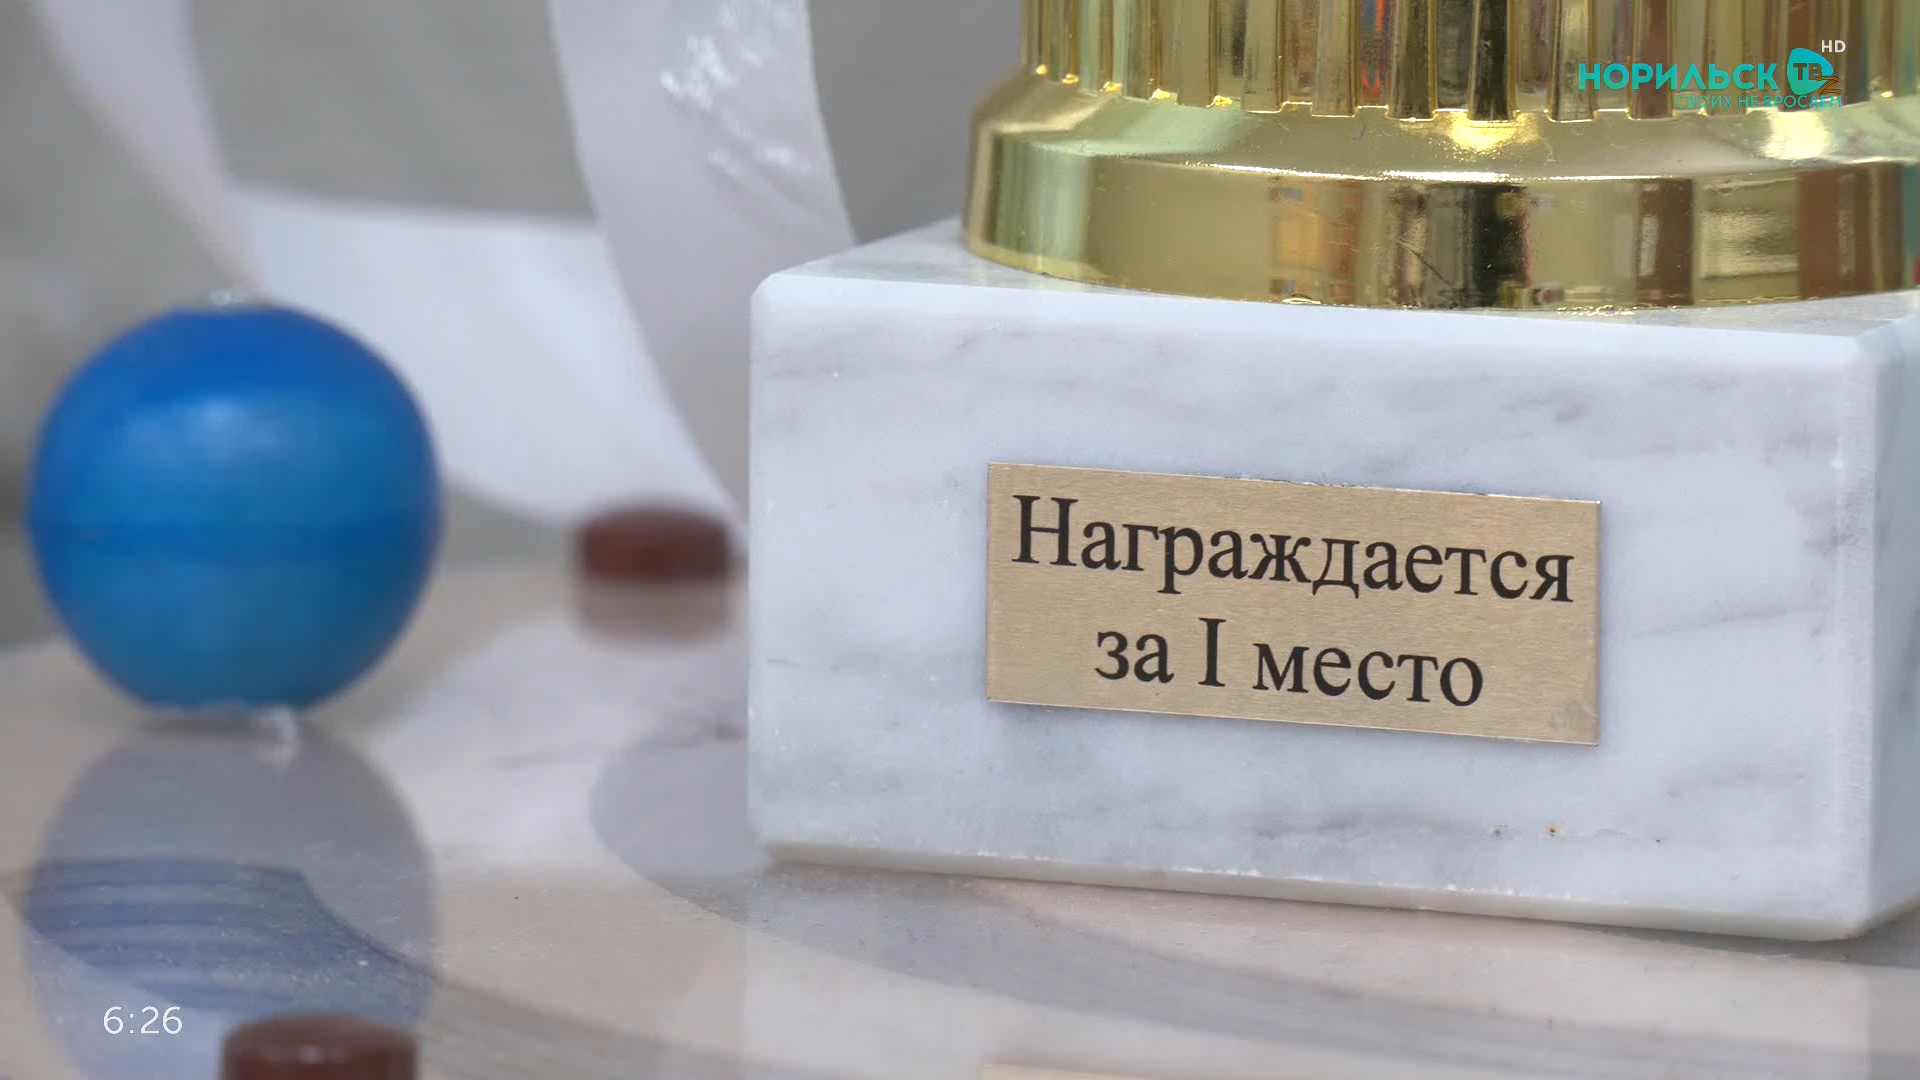 HD
НОРИЛЬСК ТВ
СВОИХ НЕ БРОСАЕМ
Награждается
за I место
6:26